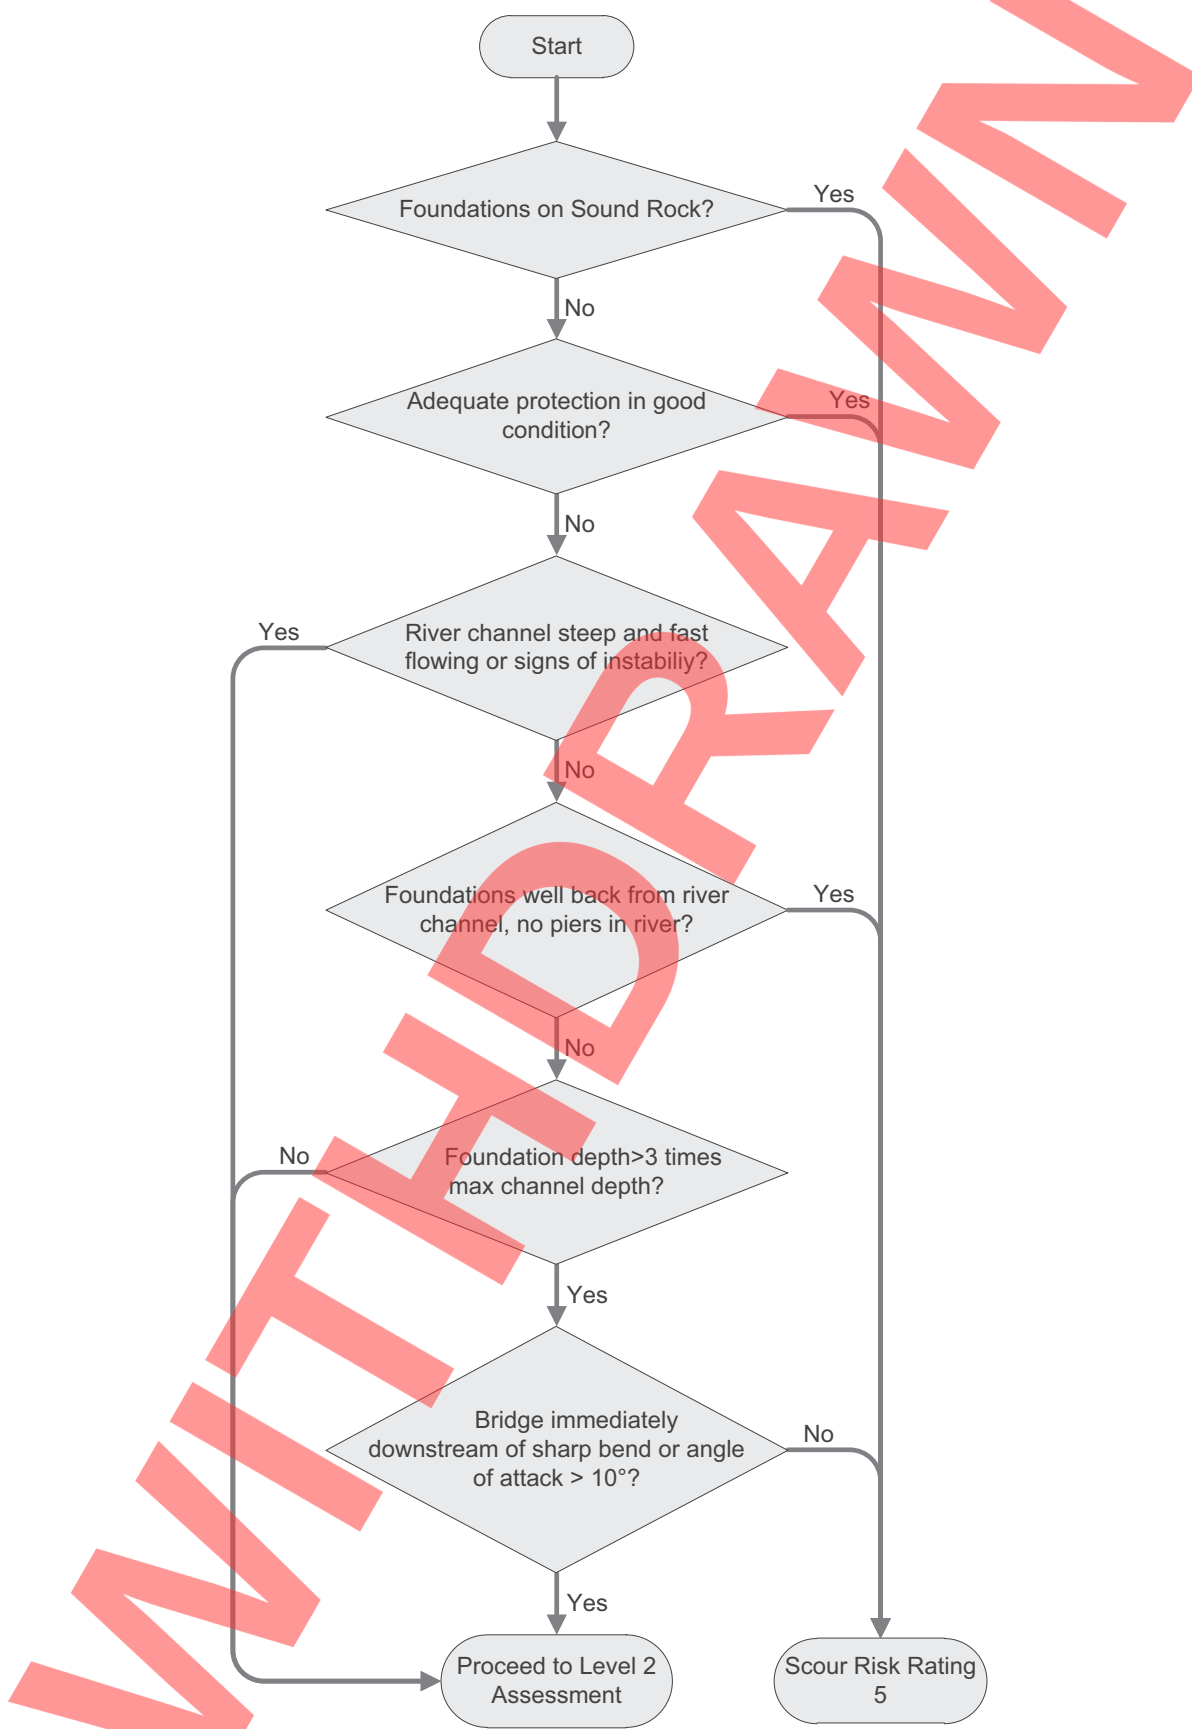 Start
Foundations on Sound Rock?
Yes
No
Adequate protection in good
condition?
Yes
No
River channel steep and fast
flowing or signs of instabiliy?
Yes
No
Foundations well back from river
channel, no piers in river?
Yes
No
Foundation depth>3 times
max channel depth?
No
Yes
Bridge immediately
downstream of sharp bend or angle
of attack > 10°?
No
Yes
Proceed to Level 2
Assessment
Scour Risk Rating
5
WITHDRAWN